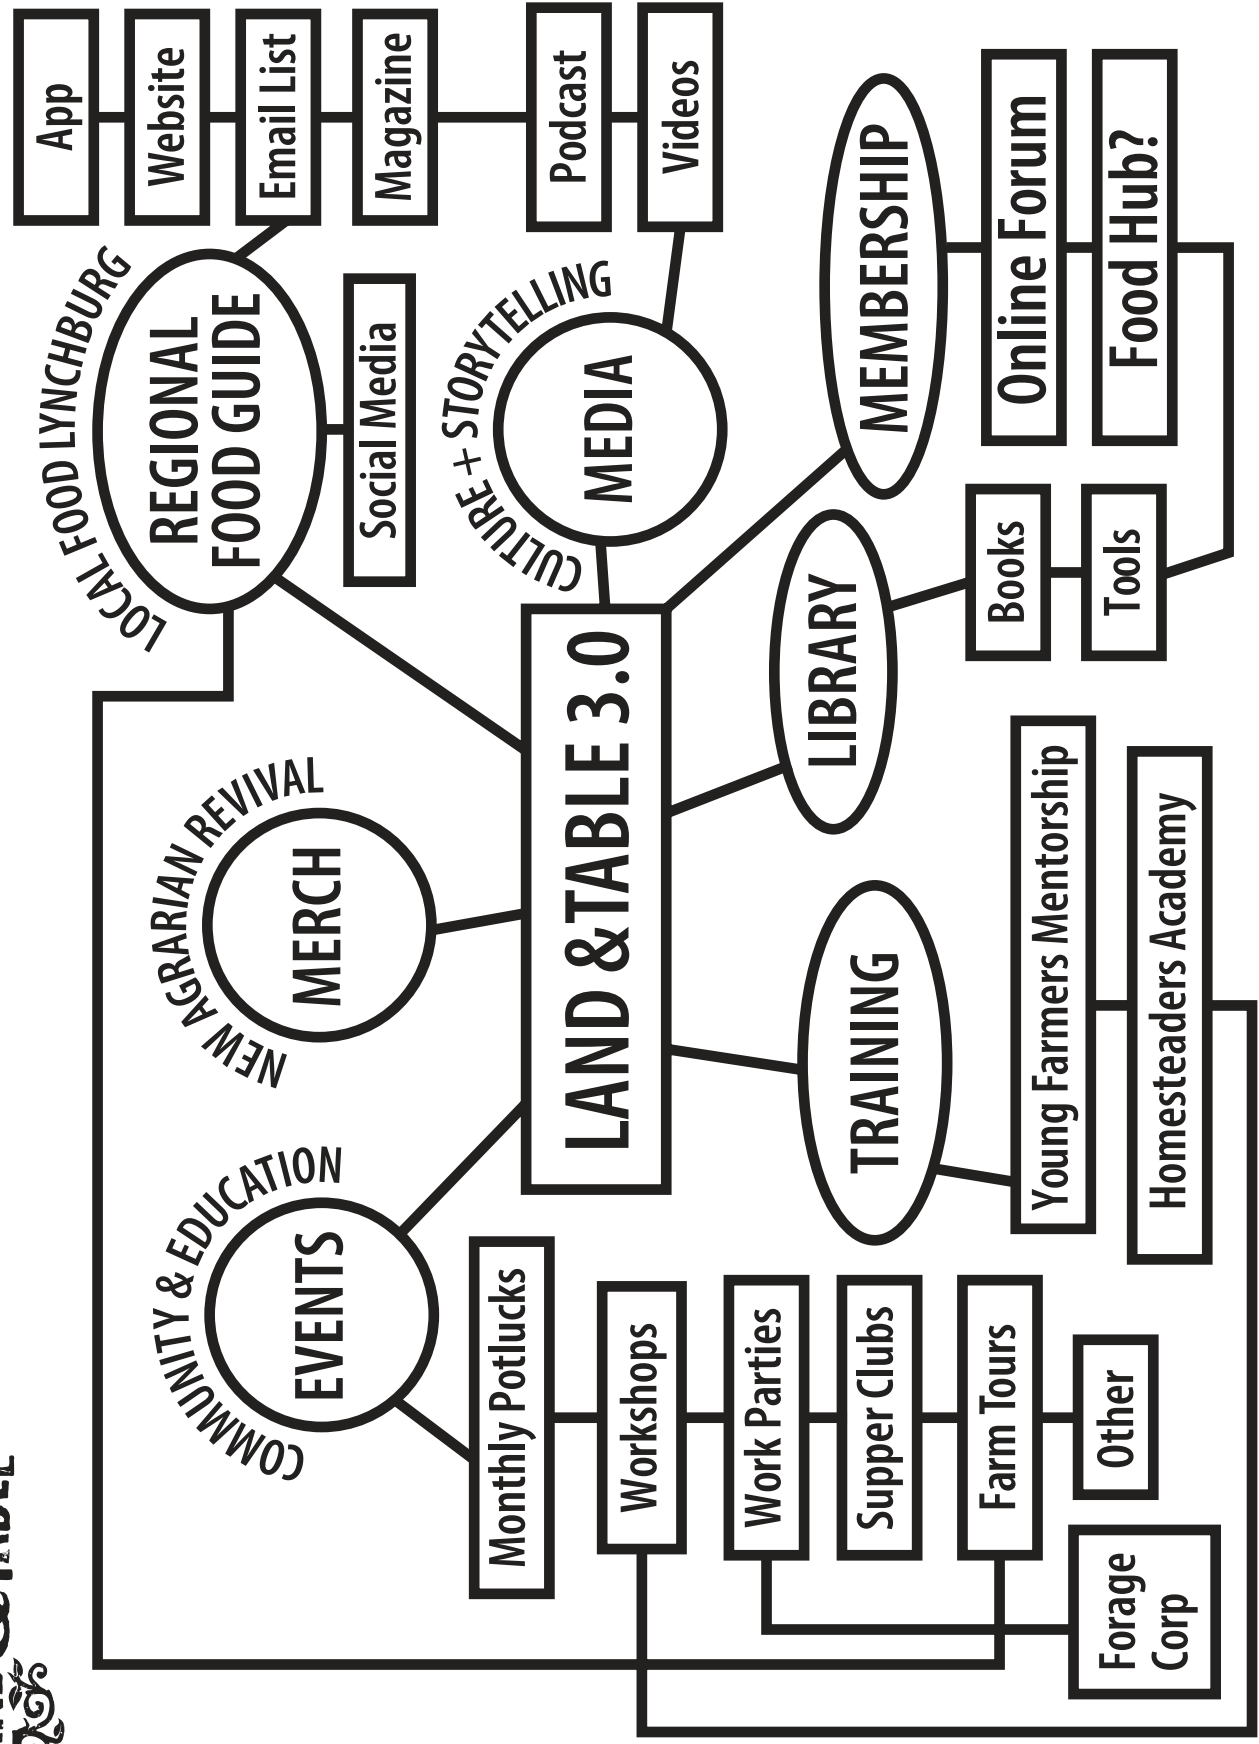 COMMUNITY & EDUCATION
EVENTS
Monthly Potlucks
Workshops
Work Parties
Supper Clubs
Farm Tours
Other
Forage
Corp
NEW AGRARIAN REVIVAL
MERCH
LOCAL FOOD LYNCHBURG
REGIONAL
FOOD GUIDE
Social Media
App
Website
Email List
Magazine
Podcast
Videos
CULTURE + STORYTELLING
MEDIA
LAND & TABLE 3.0
TRAINING
Young Farmers Mentorship
Homesteaders Academy
LIBRARY
Books
Tools
MEMBERSHIP
Online Forum
Food Hub?